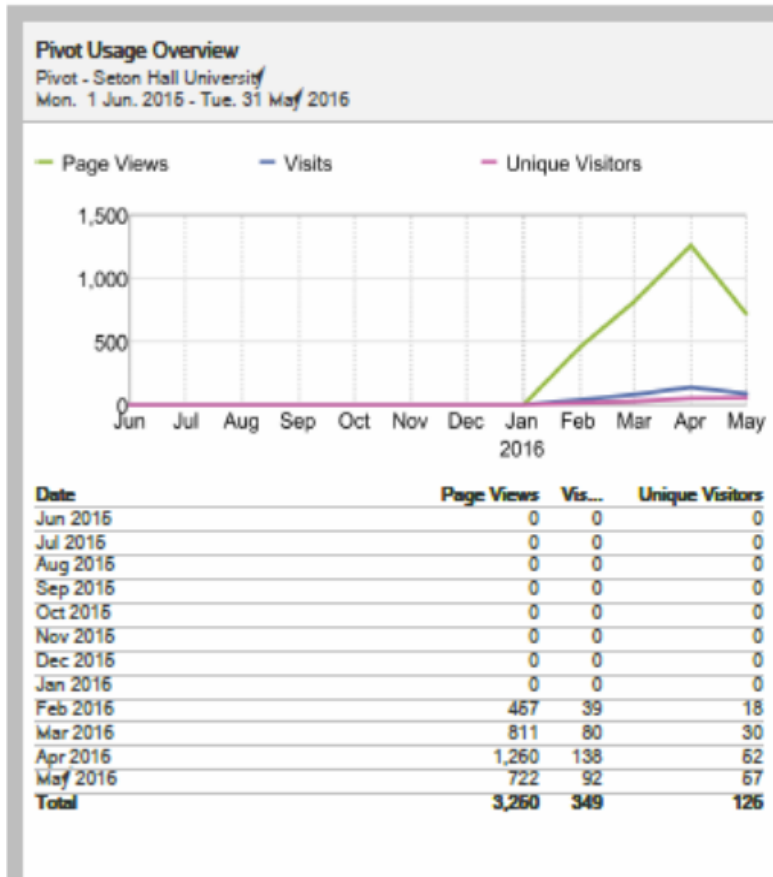 Pivot Usage Overview
Pivot - Seton Hall University
Mon. 1 Jun. 2015 - Tue. 31 May 2016
Page Views Visits Unique Visitors
1,500
1,000
500
0
Jun Jul Aug Sep Oct Nov Dec Jan Feb Mar Apr May
2016
Date Page Views Vis... Unique Visitors
Jun 2015 0 0 0
Jul 2015 0 0 0
Aug 2015 0 0 0
Sep 2015 0 0 0
Oct 2015 0 0 0
Nov 2015 0 0 0
Dec 2015 0 0 0
Jan 2016 0 0 0
Feb 2016 457 39 18
Mar 2016 811 80 30
Apr 2016 1,260 138 52
May 2016 722 92 57
Total 3,250 349 126